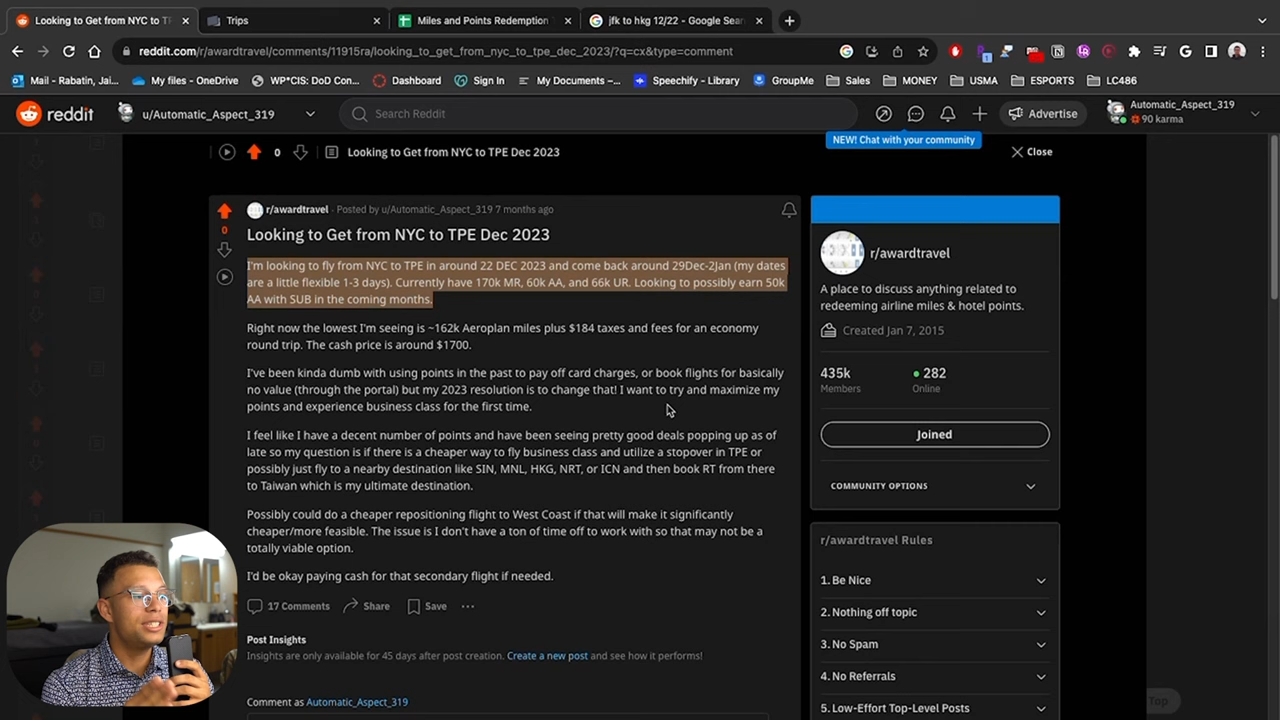 Looking to Get from NYC to TP
Trips
Miles and Points Redemption
jfk to hkg 12/22 - Google Sear
reddit.com/r/awardtravel/comments/11915ra/looking_to_get_from_nyc_to_tpe_dec_2023/?q=cx&type=comment
Mail - Rabatin, Jai...
My files - OneDrive
WP*CIS: DoD Con...
Dashboard
Sign In
My Documents –...
Speechify - Library
GroupMe
Sales
MONEY
USMA
ESPORTS
LC486
reddit
u/Automatic_Aspect_319
Search Reddit
Advertise
Automatic_Aspect_319
90 karma
NEW! Chat with your community
0
Looking to Get from NYC to TPE Dec 2023
Close
r/awardtravel · Posted by u/Automatic_Aspect_319 7 months ago
0
Looking to Get from NYC to TPE Dec 2023
I'm looking to fly from NYC to TPE in around 22 DEC 2023 and come back around 29Dec-2Jan (my dates
are a little flexible 1-3 days). Currently have 170k MR, 60k AA, and 66k UR. Looking to possibly earn 50k
AA with SUB in the coming months.
Right now the lowest I'm seeing is ~162k Aeroplan miles plus $184 taxes and fees for an economy
round trip. The cash price is around $1700.
I've been kinda dumb with using points in the past to pay off card charges, or book flights for basically
no value (through the portal) but my 2023 resolution is to change that! I want to try and maximize my
points and experience business class for the first time.
I feel like I have a decent number of points and have been seeing pretty good deals popping up as of
late so my question is if there is a cheaper way to fly business class and utilize a stopover in TPE or
possibly just fly to a nearby destination like SIN, MNL, HKG, NRT, or ICN and then book RT from there
to Taiwan which is my ultimate destination.
Possibly could do a cheaper repositioning flight to West Coast if that will make it significantly
cheaper/more feasible. The issue is I don't have a ton of time off to work with so that may not be a
totally viable option.
I'd be okay paying cash for that secondary flight if needed.
17 Comments
Share
Save
Post Insights
Insights are only available for 45 days after post creation. Create a new post and see how it performs!
Comment as Automatic_Aspect_319
r/awardtravel
A place to discuss anything related to
redeeming airline miles & hotel points.
Created Jan 7, 2015
435k
282
Members
Online
Joined
COMMUNITY OPTIONS
r/awardtravel Rules
1. Be Nice
2. Nothing off topic
3. No Spam
4. No Referrals
5. Low-Effort Top-Level Posts
Top